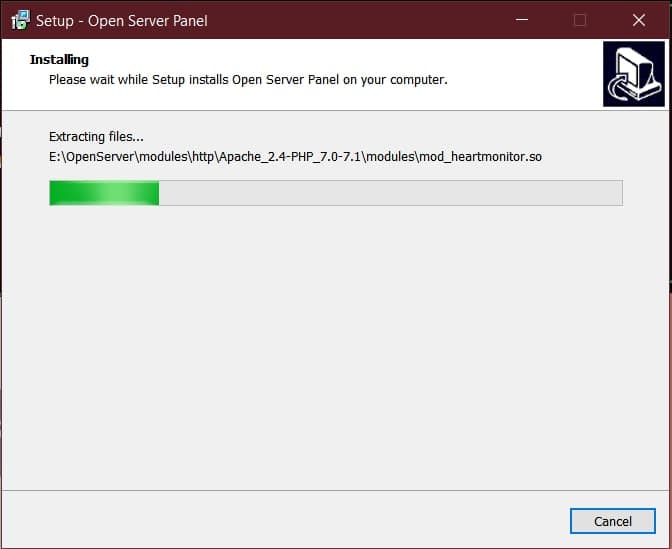 Setup - Open Server Panel
Installing
Please wait while Setup installs Open Server Panel on your computer.
Extracting files...
E:\OpenServer\modules\http\Apache_2.4-PHP_7.0-7.1\modules\mod_heartmonitor.so
Cancel